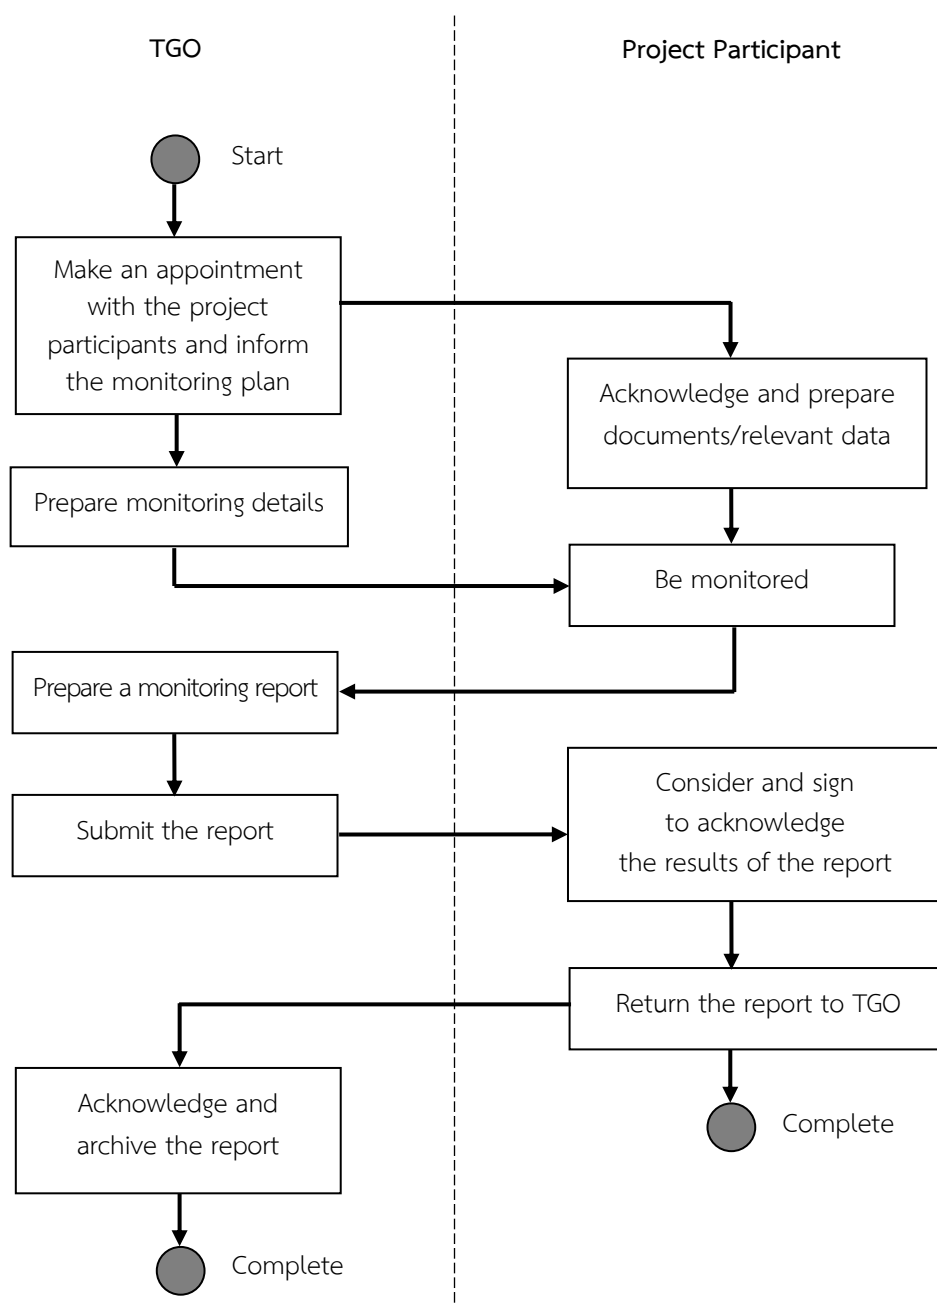 TGO
Project Participant
Start
Make an appointment
with the project
participants and inform
the monitoring plan
Acknowledge and prepare
documents/relevant data
Prepare monitoring details
Be monitored
Prepare a monitoring report
Submit the report
Consider and sign
to acknowledge
the results of the report
Return the report to TGO
Acknowledge and
archive the report
Complete
Complete